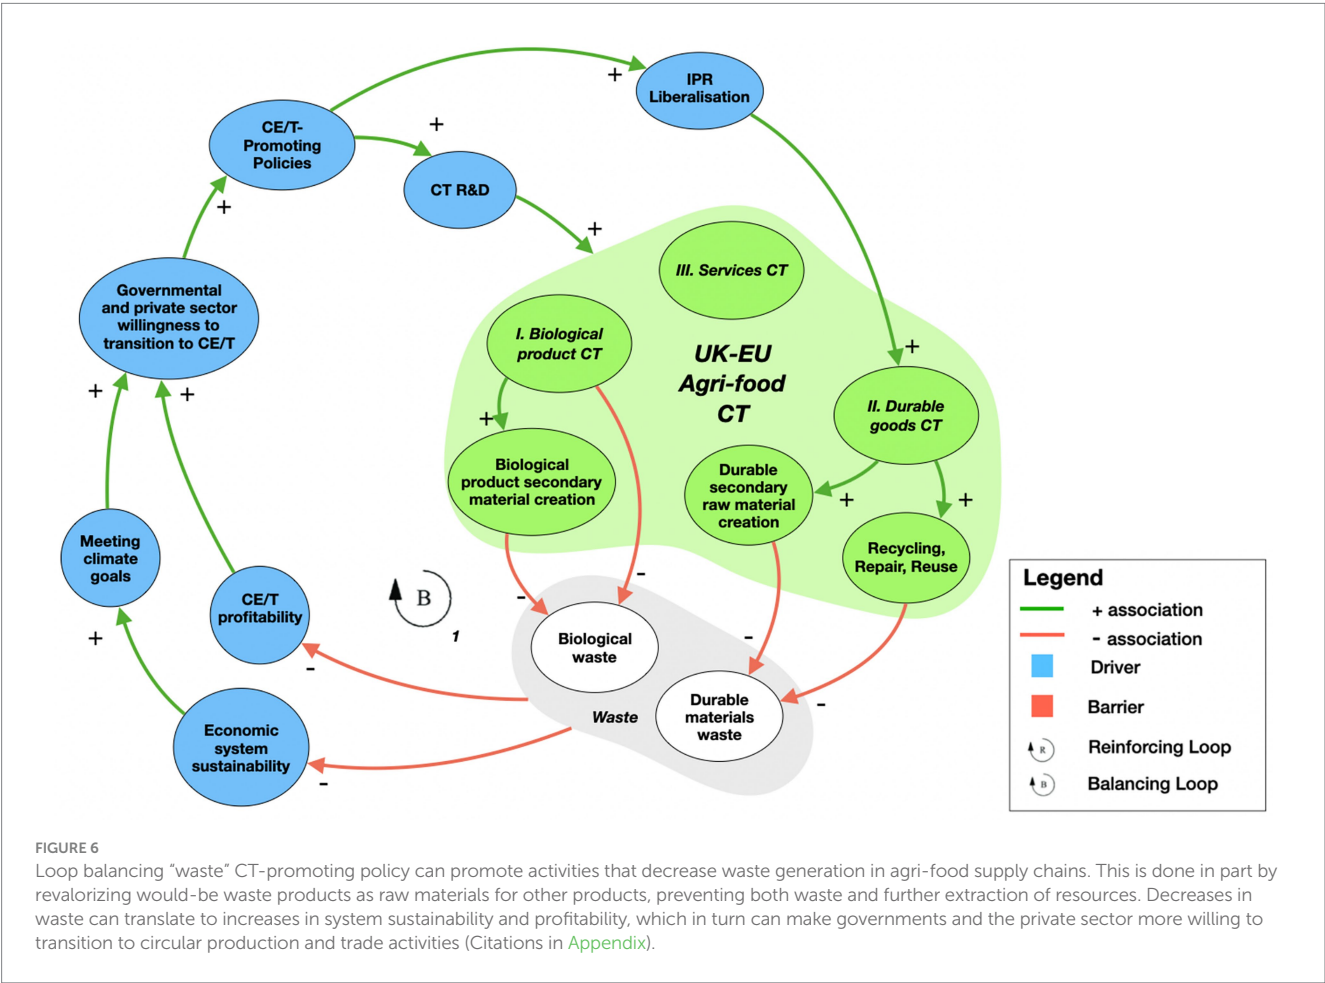 IPR
Liberalisation
+
CE/T-
Promoting
Policies
+
CT R&D
+
+
III. Services CT
Governmental
and private sector
willingness to
transition to CE/T
I. Biological
product CT
UK-EU
Agri-food
CT
+
+
+
II. Durable
goods CT
+
Biological
product secondary
material creation
Durable
secondary
raw material
creation
+
+
Meeting
climate
goals
Recycling,
Repair, Reuse
CE/T
profitability
B
1
-
-
Biological
waste
-
+
-
Durable
materials
waste
-
Waste
Economic
system
sustainability
-
Legend
+ association
- association
Driver
Barrier
R
Reinforcing Loop
B
Balancing Loop
FIGURE 6
Loop balancing “waste” CT-promoting policy can promote activities that decrease waste generation in agri-food supply chains. This is done in part by
revalorizing would-be waste products as raw materials for other products, preventing both waste and further extraction of resources. Decreases in
waste can translate to increases in system sustainability and profitability, which in turn can make governments and the private sector more willing to
transition to circular production and trade activities (Citations in Appendix).